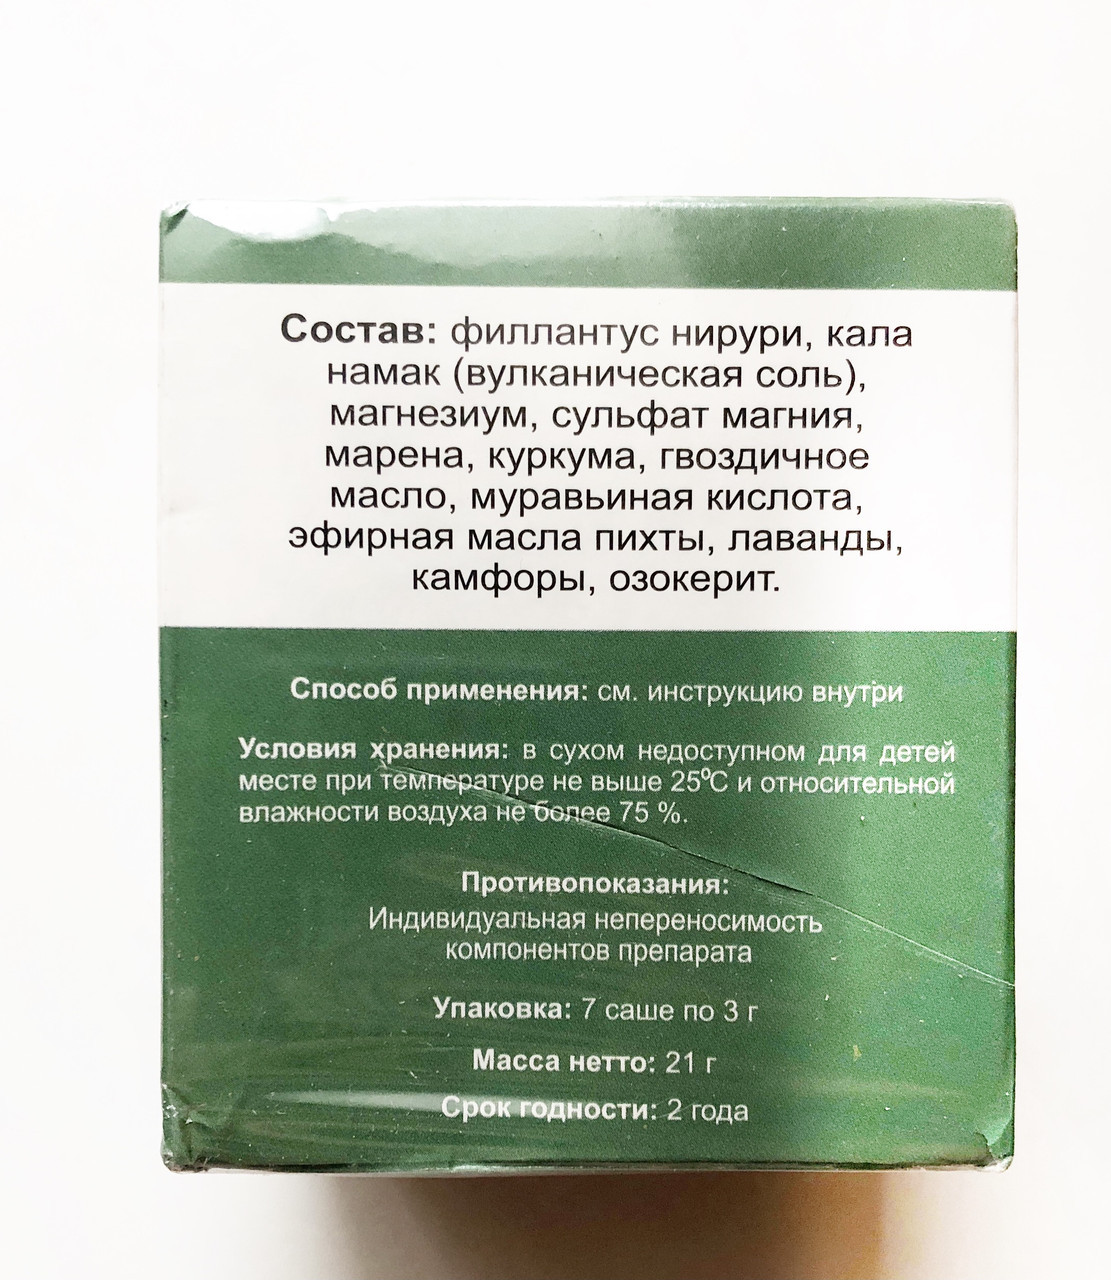 Состав: филлантус нирури, кала
намак (вулканическая соль),
магнезиум, сульфат магния,
марена, куркума, гвоздичное
масло, муравьиная кислота,
эфирная масла пихты, лаванды,
камфоры, озокерит.
Способ применения: см. инструкцию внутри
Условия хранения: в сухом недоступном для детей
месте при температуре не выше 25⁰С и относительной
влажности воздуха не более 75 %.
Противопоказания:
Индивидуальная непереносимость
компонентов препарата
Упаковка: 7 саше по 3 г
Масса нетто: 21 г
Срок годности: 2 года